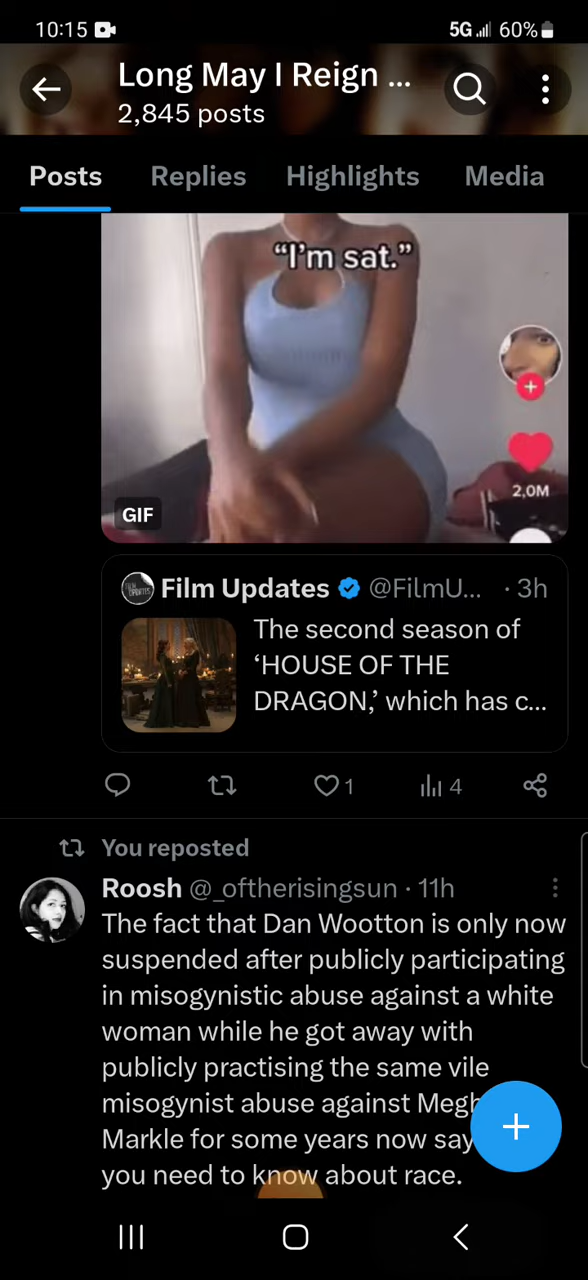 10:15 5G 60%
Long May I Reign ...
2,845 posts
Posts Replies Highlights Media
“I'm sat.”
2,0M
GIF
Film Updates @FilmU... · 3h
The second season of
‘HOUSE OF THE
DRAGON,’ which has c...
1 4
You reposted
Roosh @_oftherisingsun · 11h
The fact that Dan Wootton is only now
suspended after publicly participating
in misogynistic abuse against a white
woman while he got away with
publicly practising the same vile
misogynist abuse against
Markle for some years now
you need to know about race.